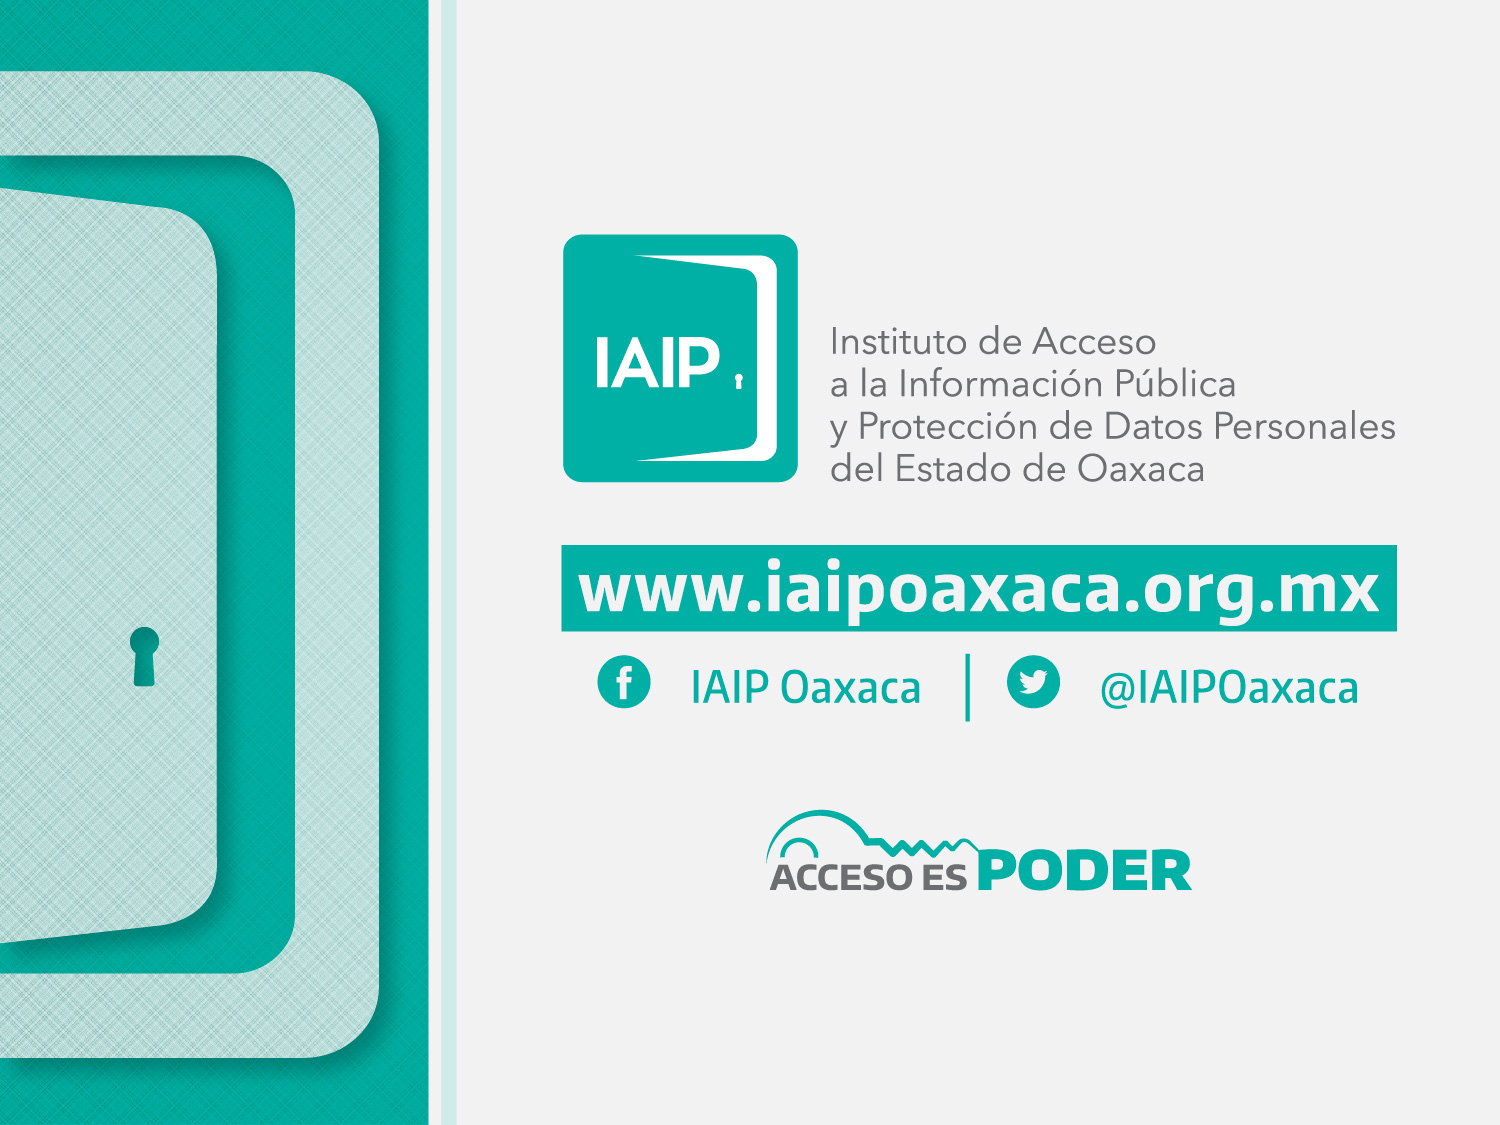 IAIP
Instituto de Acceso
a la Información Pública
y Protección de Datos Personales
del Estado de Oaxaca
www.iaipoaxaca.org.mx
IAIP Oaxaca
@IAIPOaxaca
ACCESO ES PODER